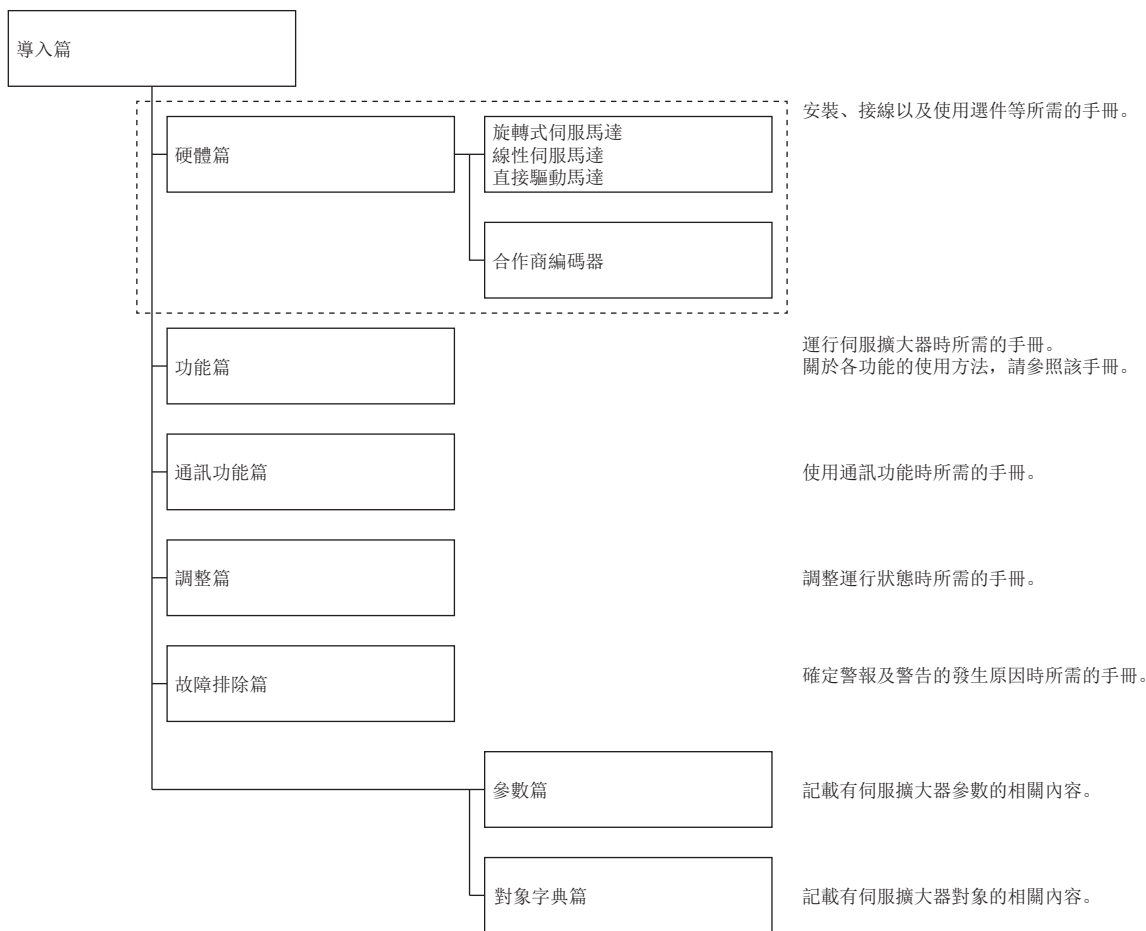 導入篇
安裝、接線以及使用選件等所需的手冊。
硬體篇
旋轉式伺服馬達
線性伺服馬達
直接驅動馬達
合作商編碼器
功能篇
運行伺服擴大器時所需的手冊。
關於各功能的使用方法，請參照該手冊。
通訊功能篇
使用通訊功能時所需的手冊。
調整篇
調整運行狀態時所需的手冊。
故障排除篇
確定警報及警告的發生原因時所需的手冊。
參數篇
記載有伺服擴大器參數的相關內容。
對象字典篇
記載有伺服擴大器對象的相關內容。